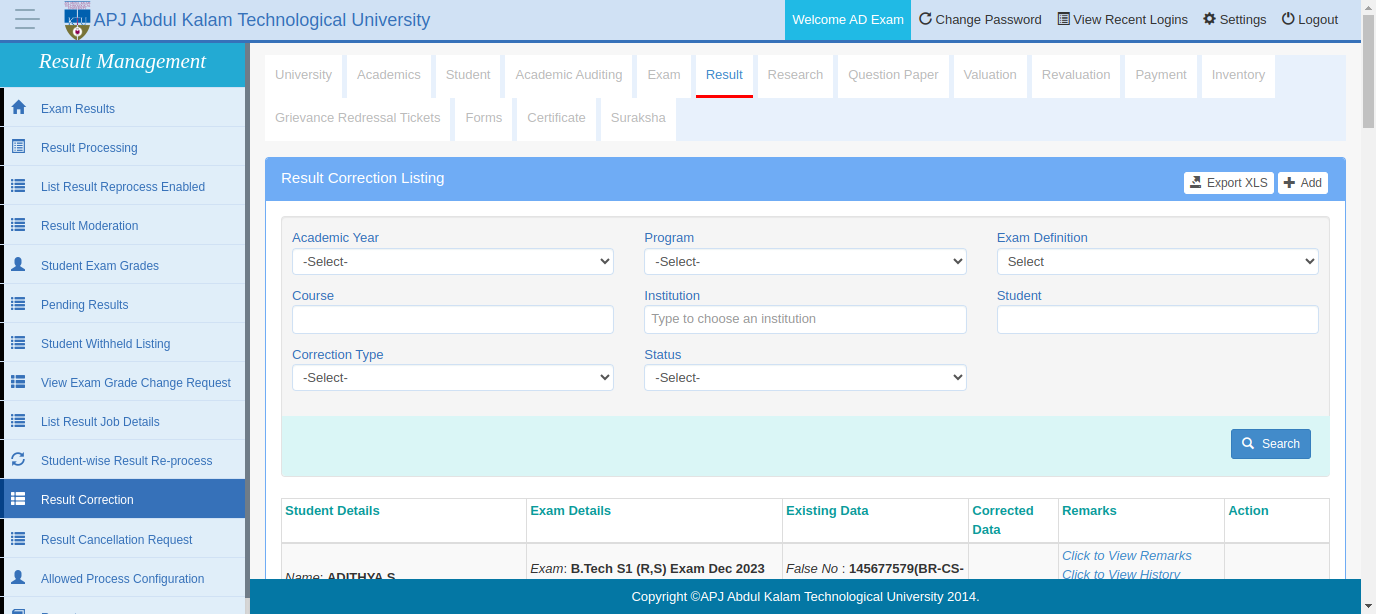 APJ Abdul Kalam Technological University
Welcome AD Exam Change Password View Recent Logins Settings Logout
Result Management
Exam Results
Result Processing
List Result Reprocess Enabled
Result Moderation
Student Exam Grades
Pending Results
Student Withheld Listing
View Exam Grade Change Request
List Result Job Details
Student-wise Result Re-process
Result Correction
Result Cancellation Request
Allowed Process Configuration
University Academics Student Academic Auditing Exam Result Research Question Paper Valuation Revaluation Payment Inventory
Grievance Redressal Tickets Forms Certificate Suraksha
Result Correction Listing
Export XLS Add
Academic Year Program Exam Definition
-Select- -Select- Select
Course Institution Student
Type to choose an institution
Correction Type Status
-Select- -Select-
Search
Student Details Exam Details Existing Data Corrected Data Remarks Action
Name: ADITHYA S
Exam: B.Tech S1 (R,S) Exam Dec 2023
False No : 145677579(BR-CS-
Click to View Remarks
Click to View History
Copyright ©APJ Abdul Kalam Technological University 2014.